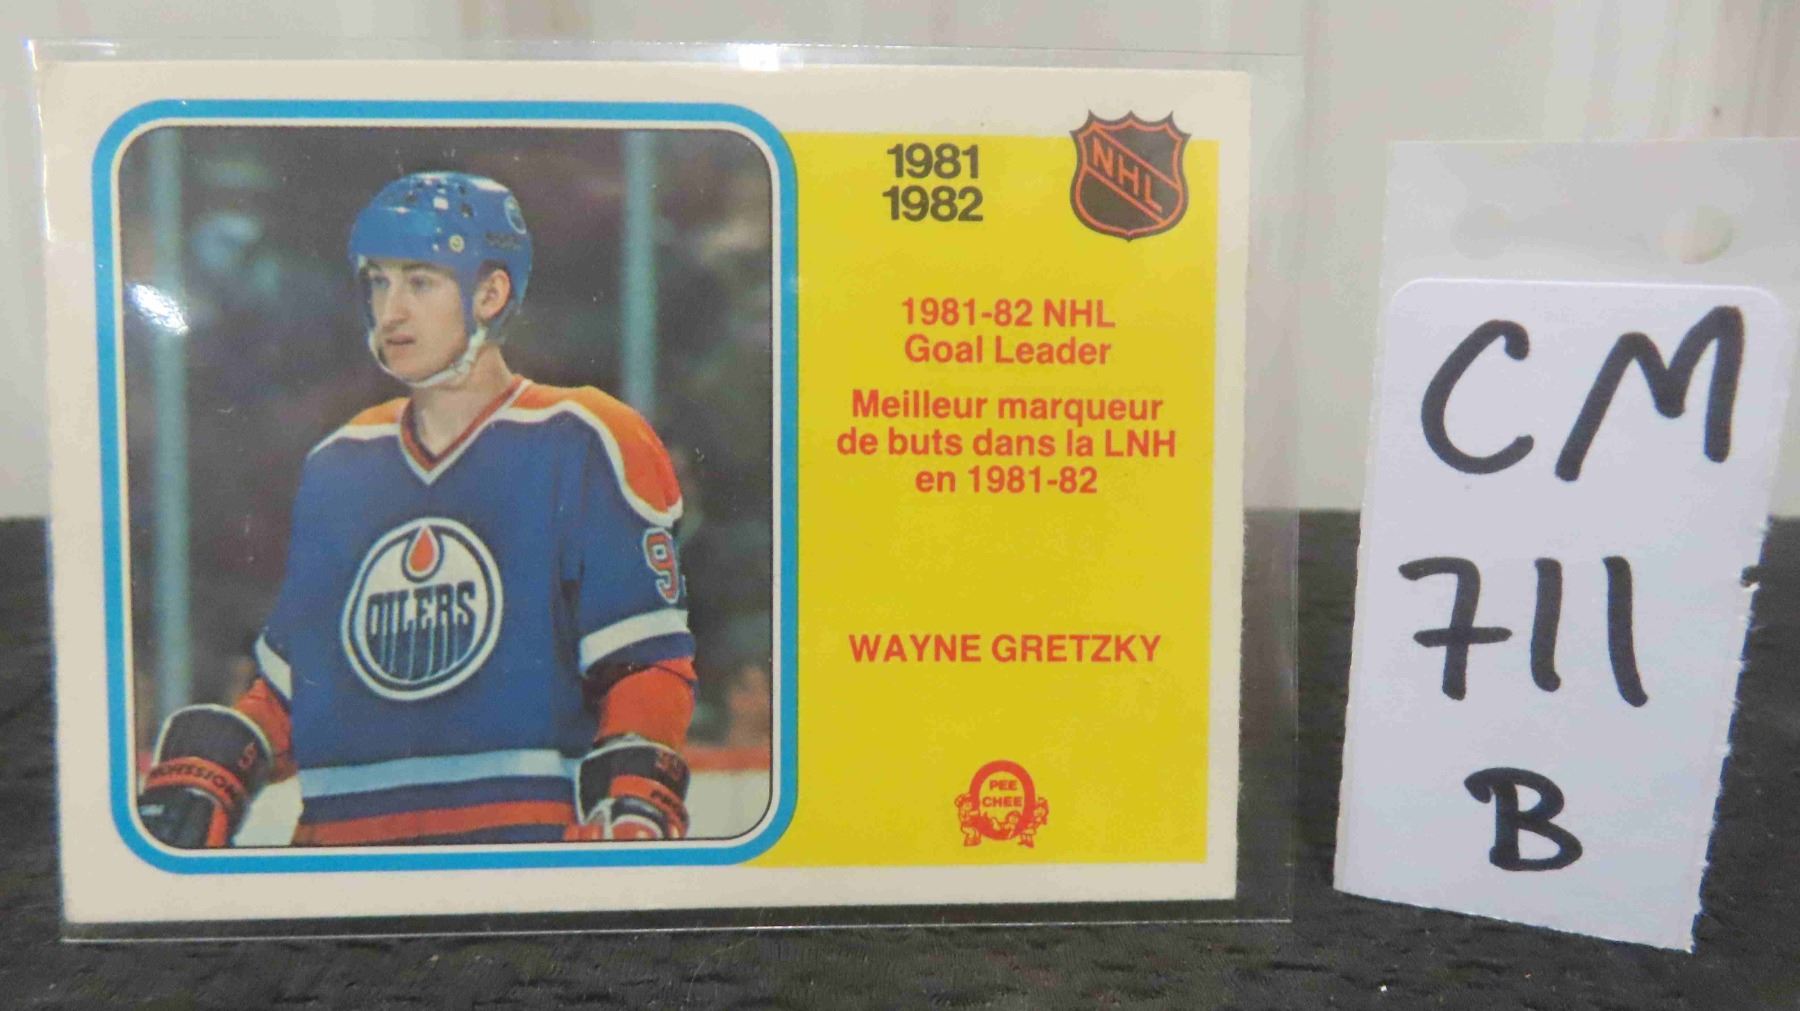 1981
1982
NHL
1981-82 NHL
Goal Leader
Meilleur marqueur
de buts dans la LNH
en 1981-82
WAYNE GRETZKY
PEE
CHEE
OILERS
9
CM
711
B